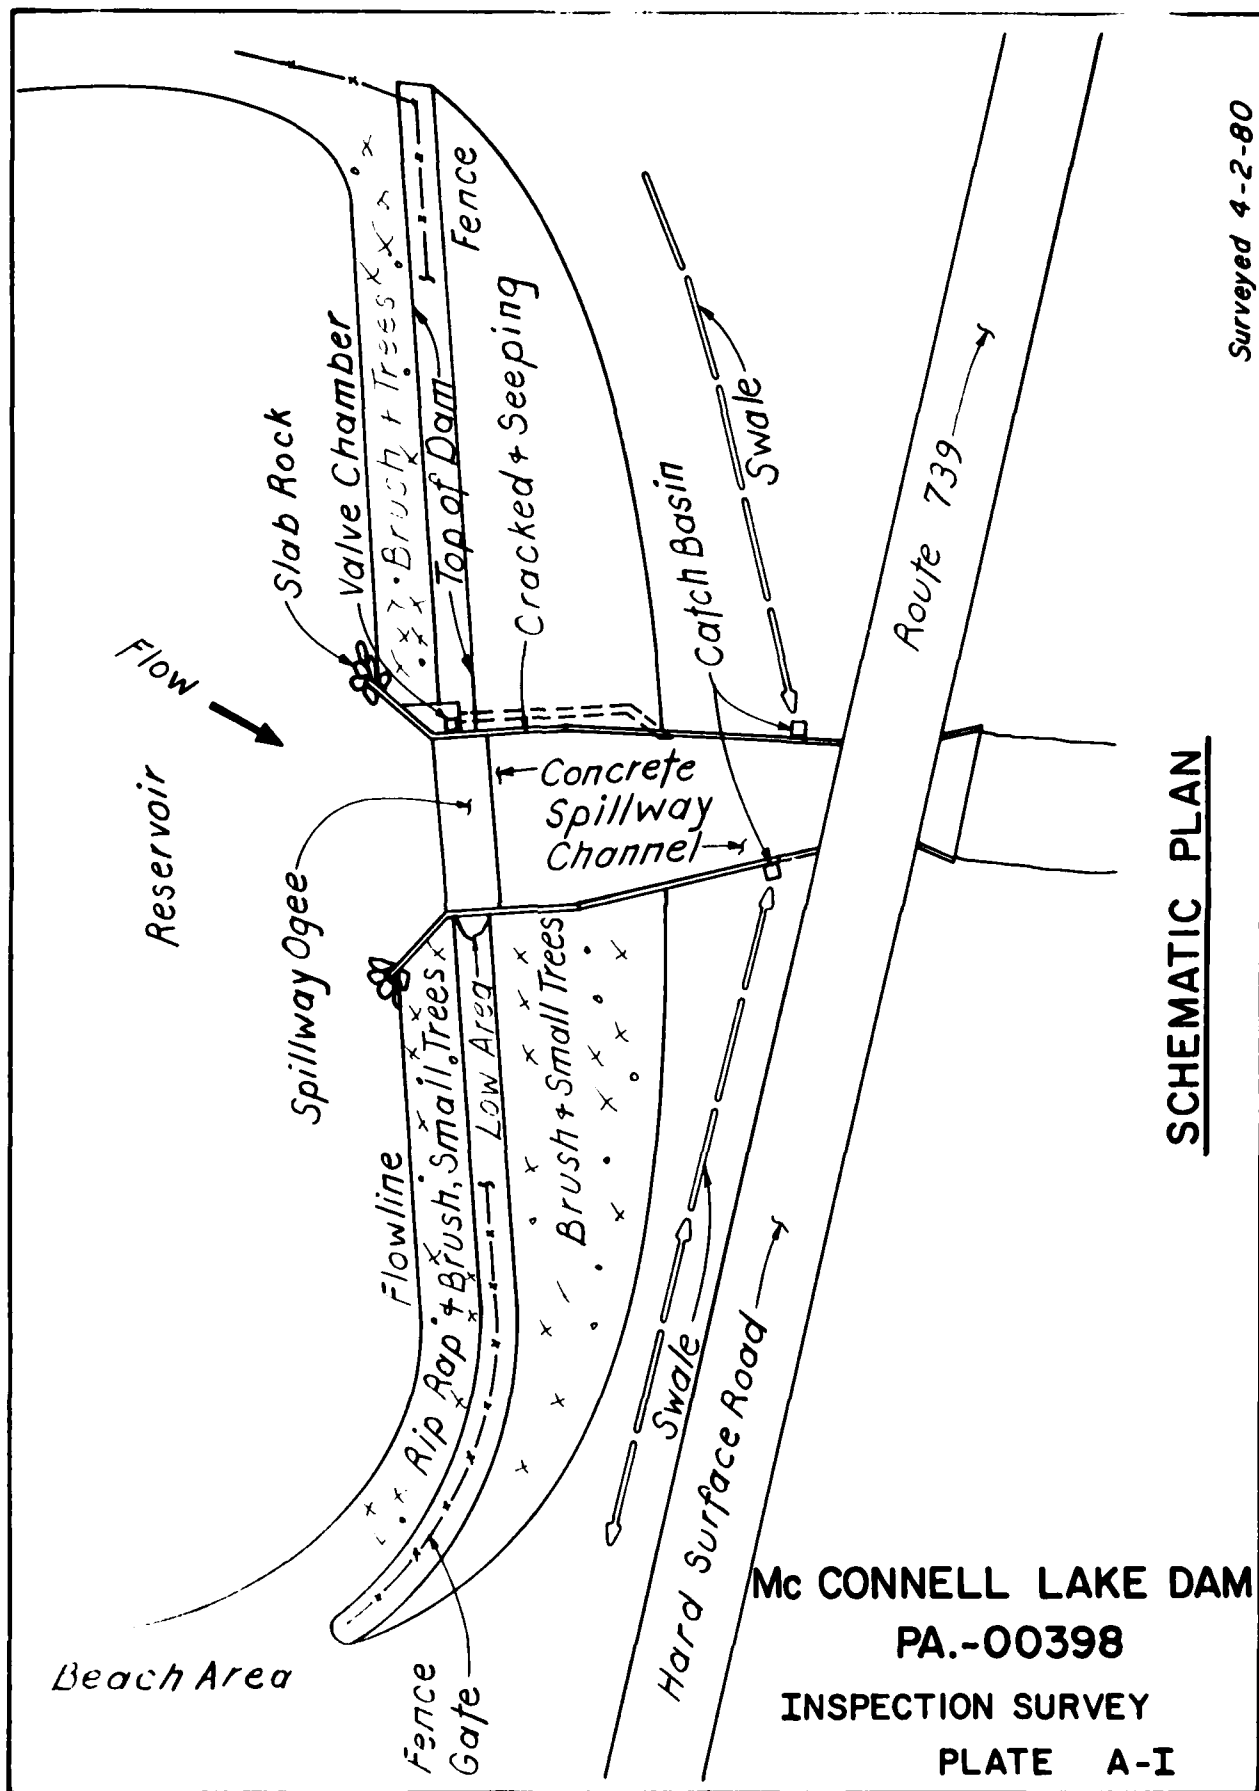 Surveyed 4-2-80
Fence
Slab Rock
Valve Chamber
Brush + Trees
Top of Dam
Cracked + Seeping
Swale
Catch Basin
Route 739
Flow
Reservoir
Spillway Ogee
Concrete
Spillway
Channel
Flowline
Rip Rap + Brush, Small Trees
Low Area
Brush + Small Trees
Swale
Hard Surface Road
Beach Area
Fence
Gate
SCHEMATIC PLAN
Mc CONNELL LAKE DAM
PA.-00398
INSPECTION SURVEY
PLATE A-I